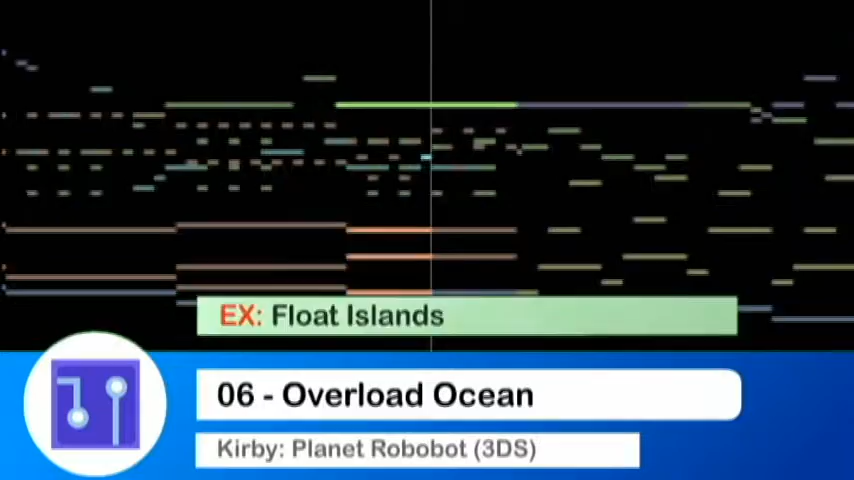 EX: Float Islands
06 - Overload Ocean
Kirby: Planet Robobot (3DS)